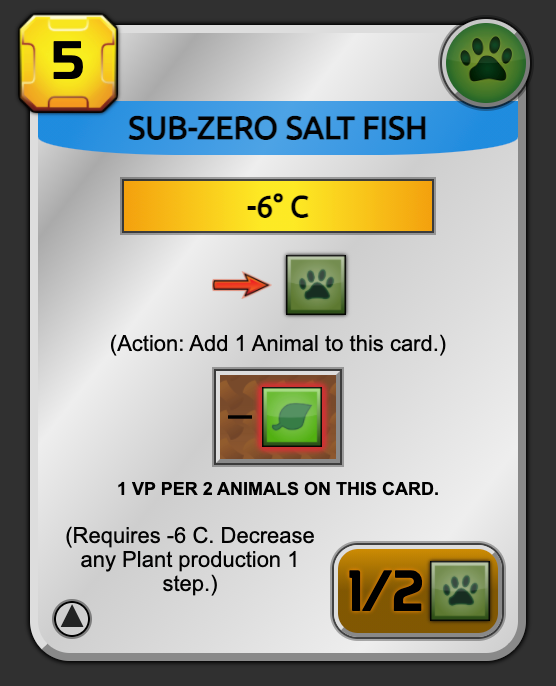 5
SUB-ZERO SALT FISH
-6° C
(Action: Add 1 Animal to this card.)
−
1 VP PER 2 ANIMALS ON THIS CARD.
(Requires -6 C. Decrease
any Plant production 1
step.)
1/2